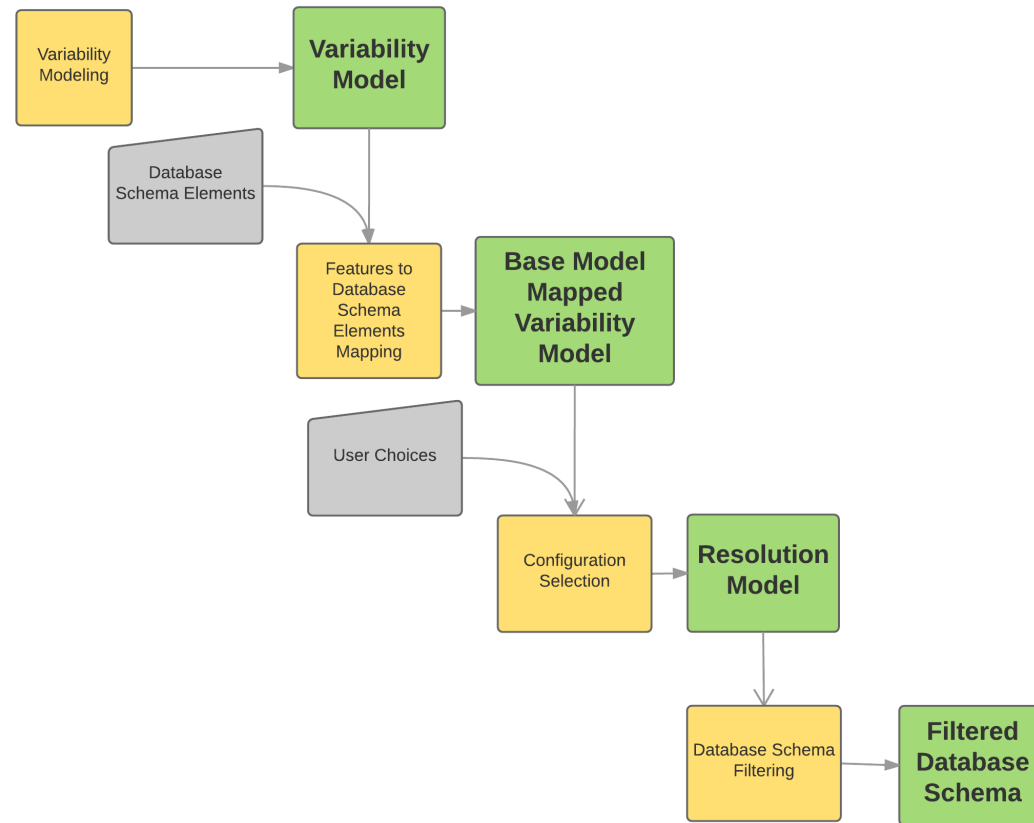 Variability
Modeling
Variability
Model
Database
Schema Elements
Features to
Database
Schema
Elements
Mapping
Base Model
Mapped
Variability
Model
User Choices
Configuration
Selection
Resolution
Model
Database Schema
Filtering
Filtered
Database
Schema